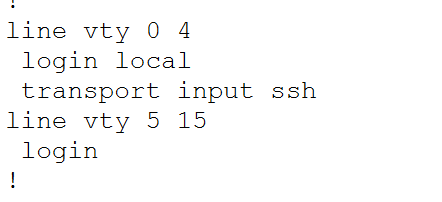 !
line vty 0 4
 login local
 transport input ssh
line vty 5 15
 login
!